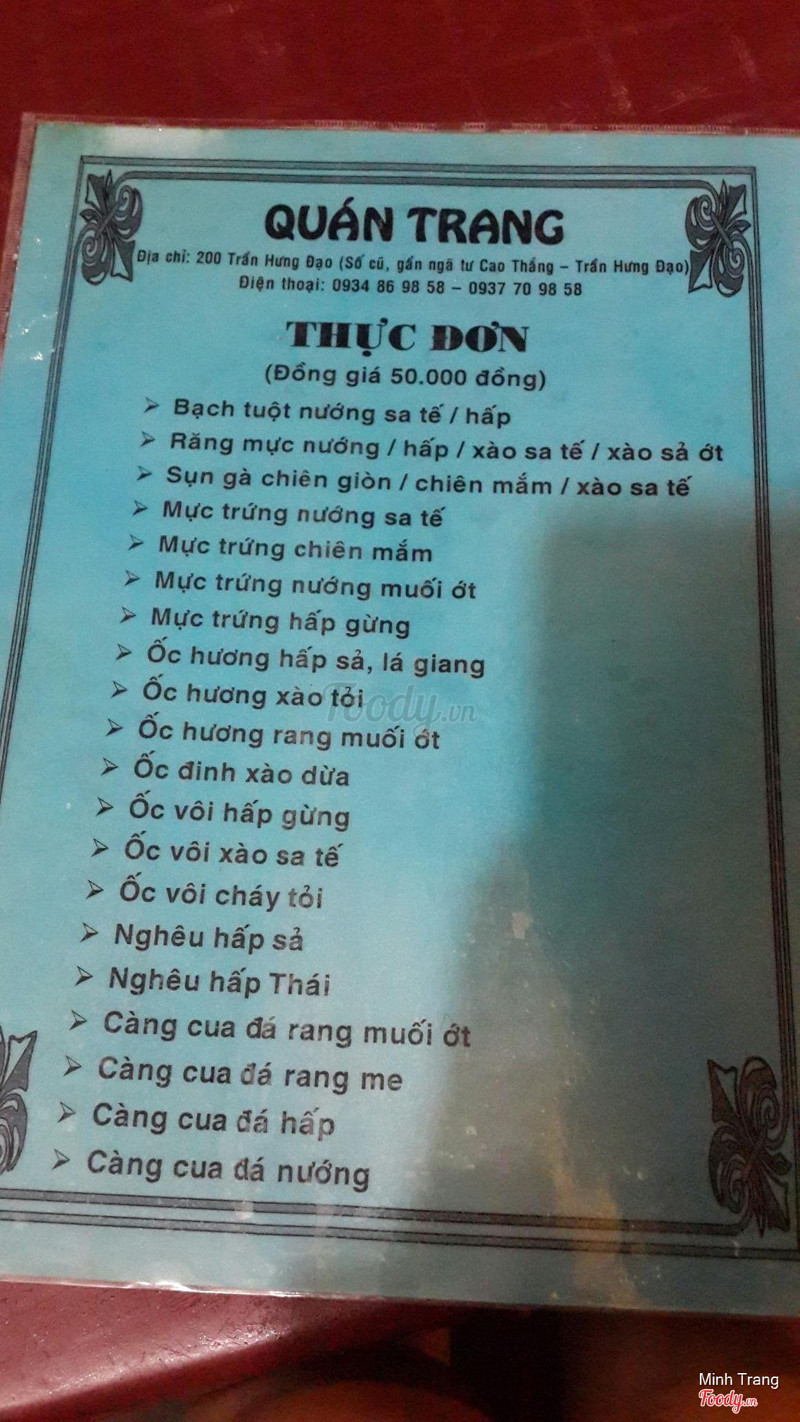 QUÁN TRANG
Địa chỉ: 200 Trần Hưng Đạo (Số cũ, gần ngã tư Cao Thắng – Trần Hưng Đạo)
Điện thoại: 0934 86 98 58 – 0937 70 98 58
THỰC ĐƠN
(Đồng giá 50.000 đồng)
➢ Bạch tuột nướng sa tế / hấp
➢ Răng mực nướng / hấp / xào sa tế / xào sả ớt
➢ Sụn gà chiên giòn / chiên mắm / xào sa tế
➢ Mực trứng nướng sa tế
➢ Mực trứng chiên mắm
➢ Mực trứng nướng muối ớt
➢ Mực trứng hấp gừng
➢ Ốc hương hấp sả, lá giang
➢ Ốc hương xào tỏi
Foody.vn
➢ Ốc hương rang muối ớt
➢ Ốc đinh xào dừa
➢ Ốc vôi hấp gừng
➢ Ốc vôi xào sa tế
➢ Ốc vôi cháy tỏi
➢ Nghêu hấp sả
➢ Nghêu hấp Thái
➢ Càng cua đá rang muối ớt
➢ Càng cua đá rang me
➢ Càng cua đá hấp
➢ Càng cua đá nướng
Minh Trang
Foody.vn